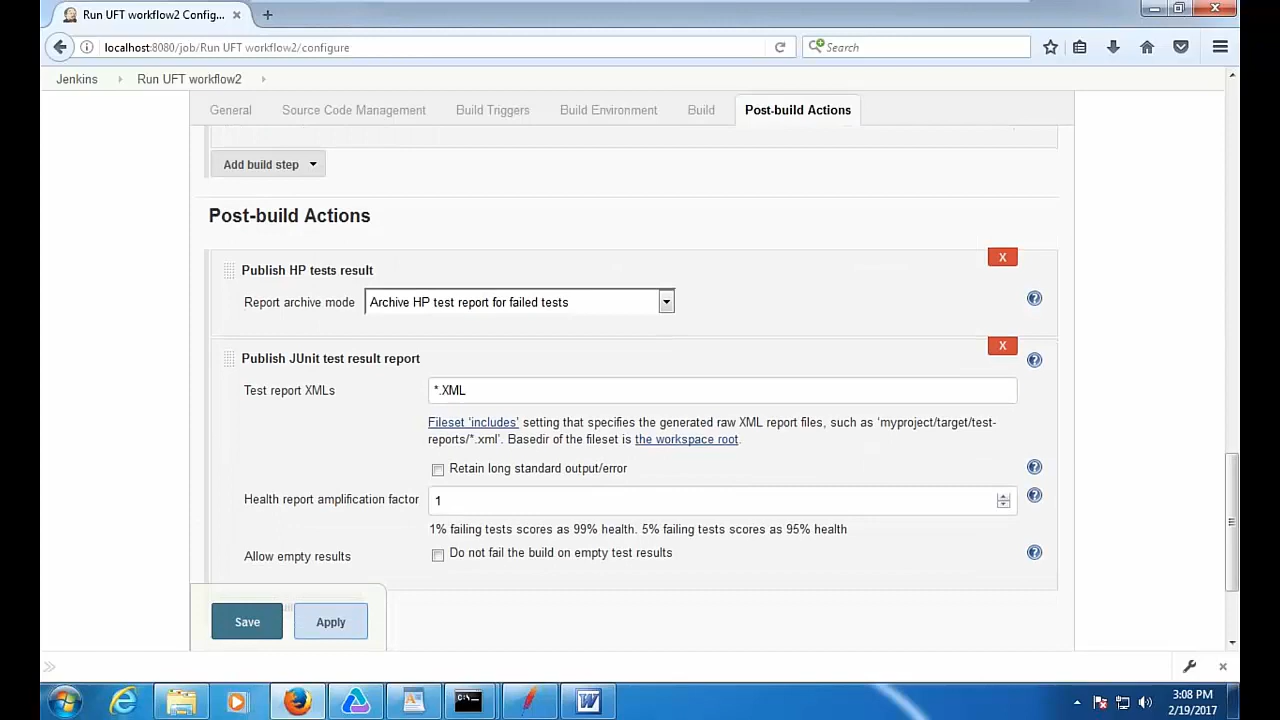 Run UFT workflow2 Config...
localhost:8080/job/Run UFT workflow2/configure
Search
Jenkins
Run UFT workflow2
General
Source Code Management
Build Triggers
Build Environment
Build
Post-build Actions
Add build step
Post-build Actions
X
Publish HP tests result
Report archive mode
Archive HP test report for failed tests
X
Publish JUnit test result report
Test report XMLs
*.XML
Fileset ‘includes’ setting that specifies the generated raw XML report files, such as ‘myproject/target/test-
reports/*.xml’. Basedir of the fileset is the workspace root.
Retain long standard output/error
Health report amplification factor
1
1% failing tests scores as 99% health. 5% failing tests scores as 95% health
Allow empty results
Do not fail the build on empty test results
Save
Apply
3:08 PM
2/19/2017